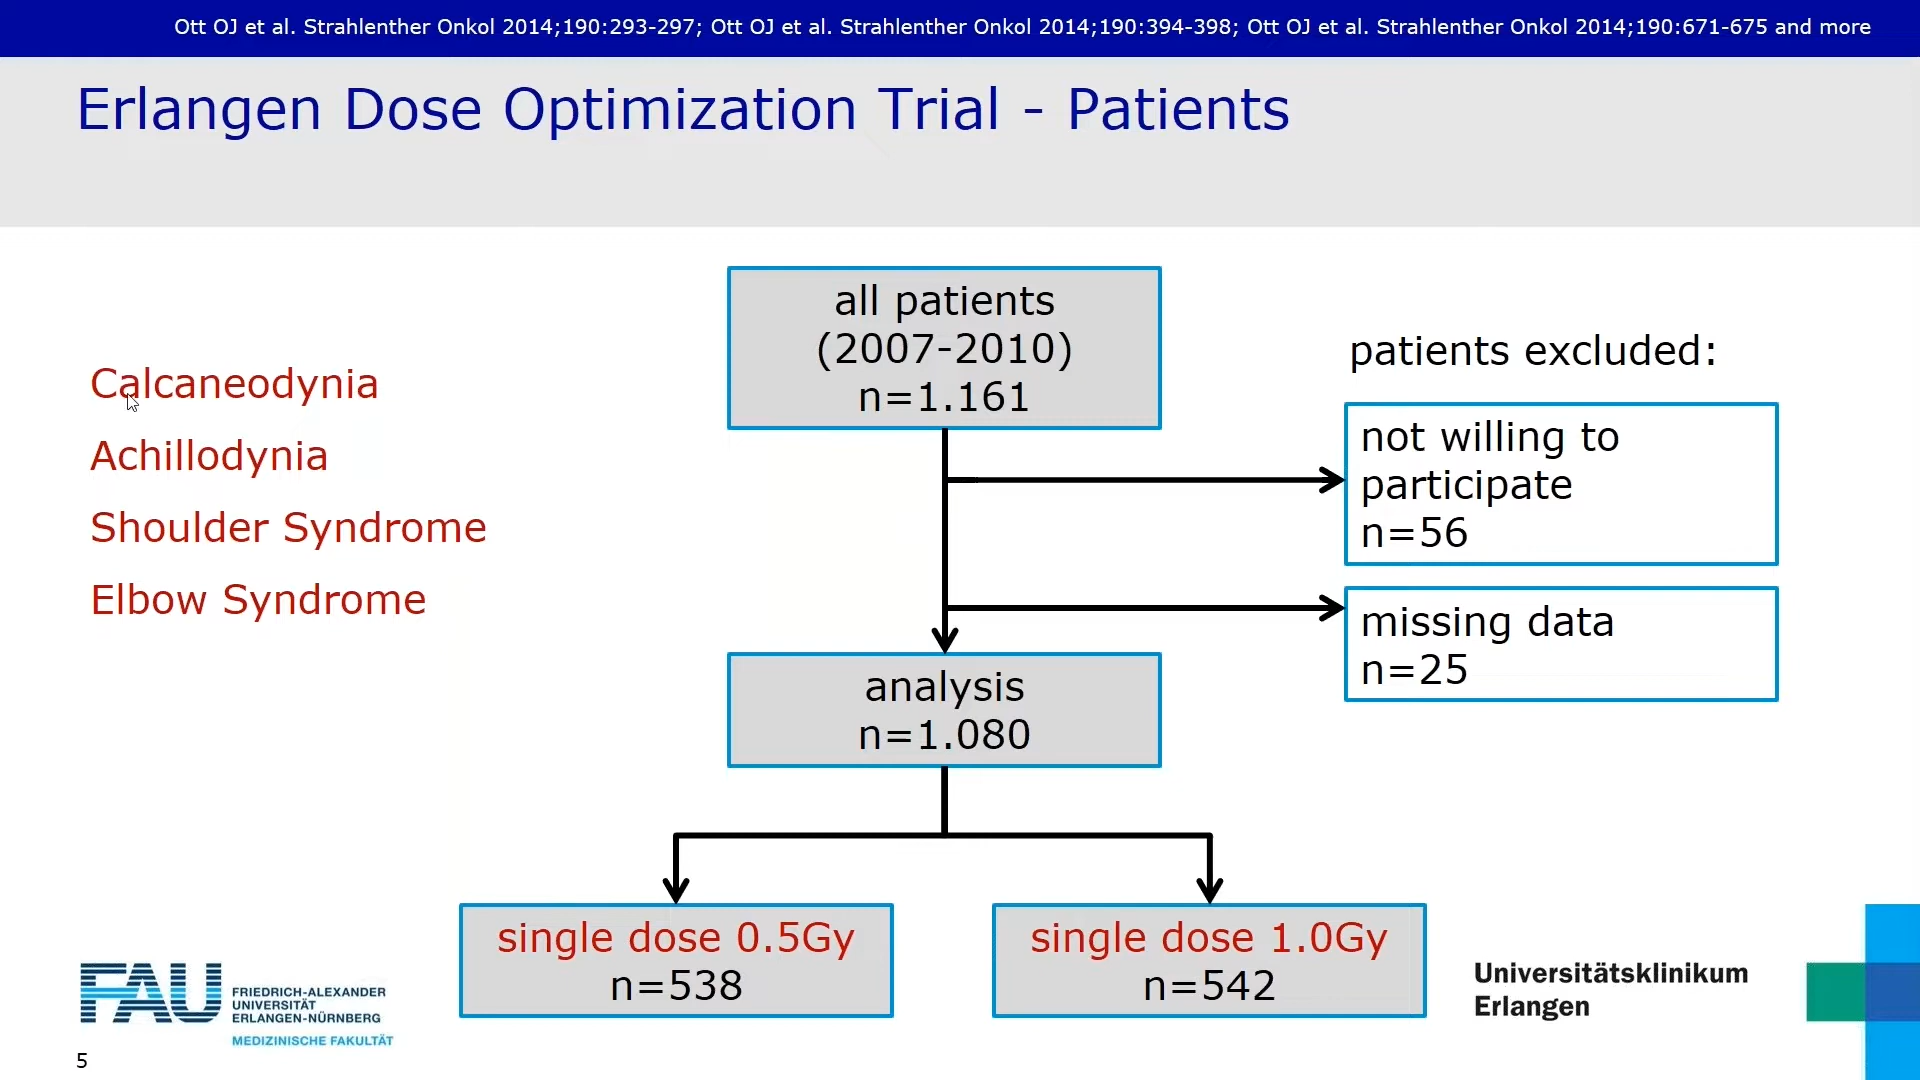 Ott OJ et al. Strahlenther Onkol 2014;190:293-297; Ott OJ et al. Strahlenther Onkol 2014;190:394-398; Ott OJ et al. Strahlenther Onkol 2014;190:671-675 and more
Erlangen Dose Optimization Trial - Patients
all patients
(2007-2010)
n=1.161
patients excluded:
Calcaneodynia
Achillodynia
Shoulder Syndrome
Elbow Syndrome
not willing to
participate
n=56
missing data
n=25
analysis
n=1.080
single dose 0.5Gy
n=538
single dose 1.0Gy
n=542
FAU
FRIEDRICH-ALEXANDER
UNIVERSITÄT
ERLANGEN-NÜRNBERG
MEDIZINISCHE FAKULTÄT
Universitätsklinikum
Erlangen
5